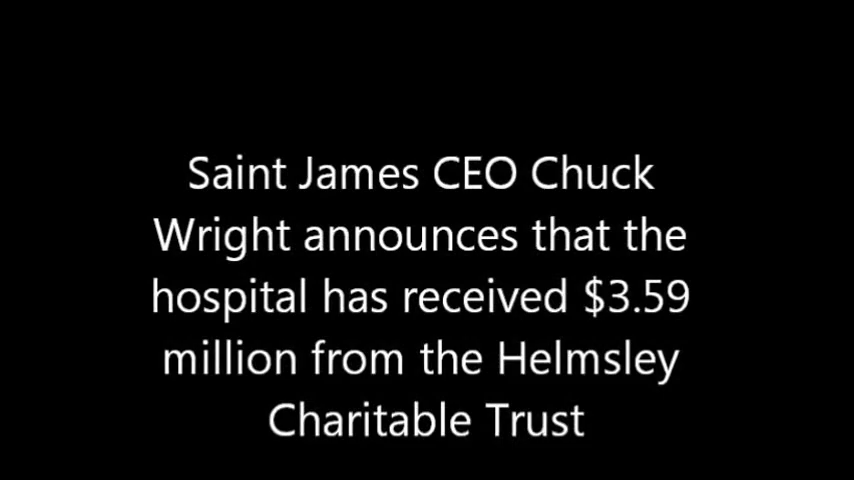 Saint James CEO Chuck
Wright announces that the
hospital has received $3.59
million from the Helmsley
Charitable Trust